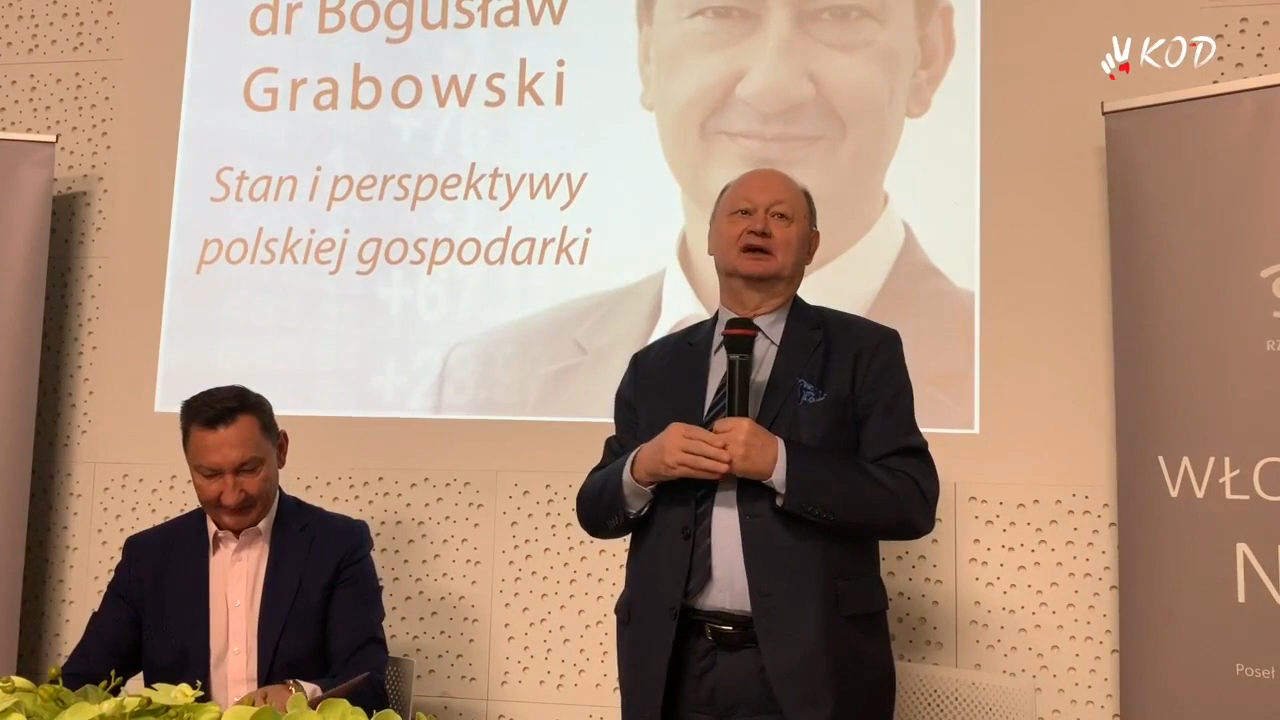 dr Bogusław
Grabowski
Stan i perspektywy
polskiej gospodarki
KOD
WŁO
N
Poseł